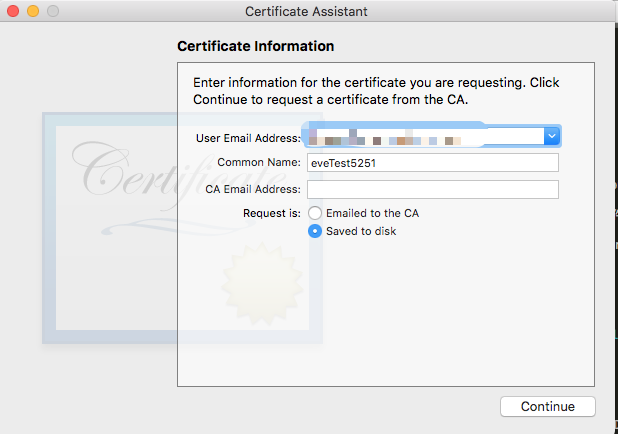 Certificate Assistant
Certificate Information
Enter information for the certificate you are requesting. Click
Continue to request a certificate from the CA.
Certificate
User Email Address:
Common Name: eveTest5251
CA Email Address:
Request is: Emailed to the CA
Saved to disk
Continue